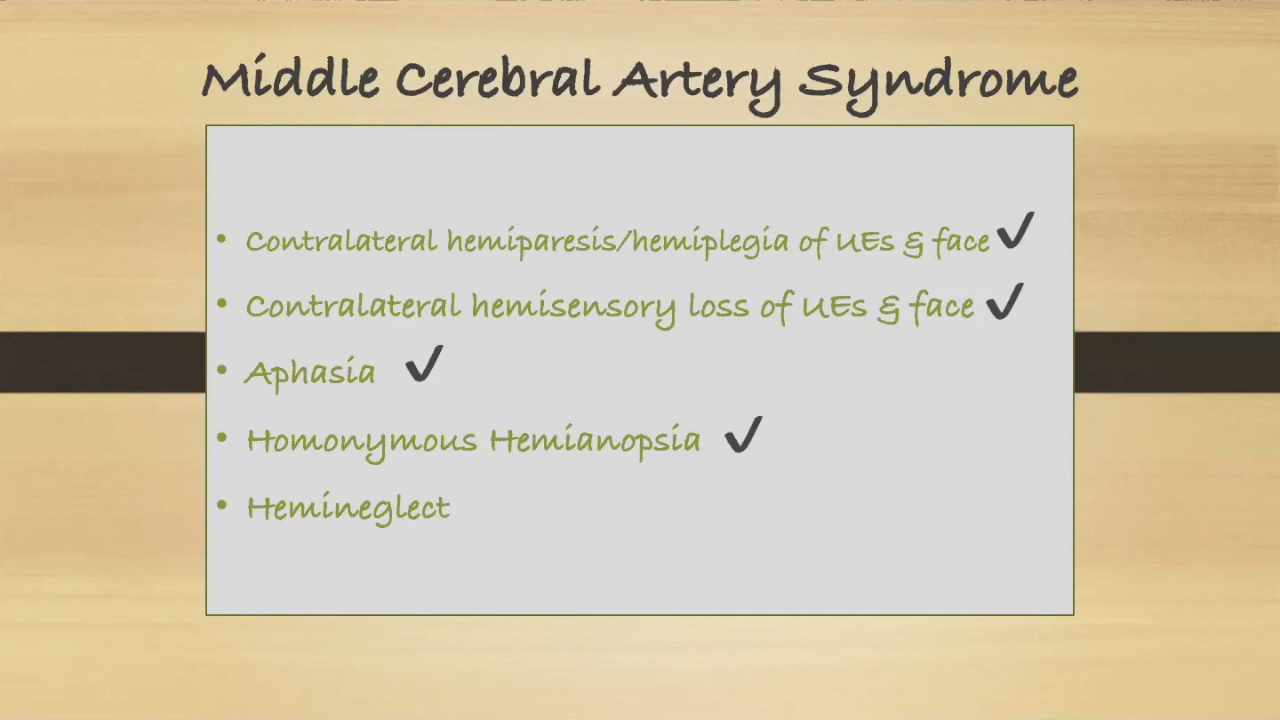 Middle Cerebral Artery Syndrome
• Contralateral hemiparesis/hemiplegia of UEs & face ✓
• Contralateral hemisensory loss of UEs & face ✓
• Aphasia ✓
• Homonymous Hemianopsia ✓
• Hemineglect